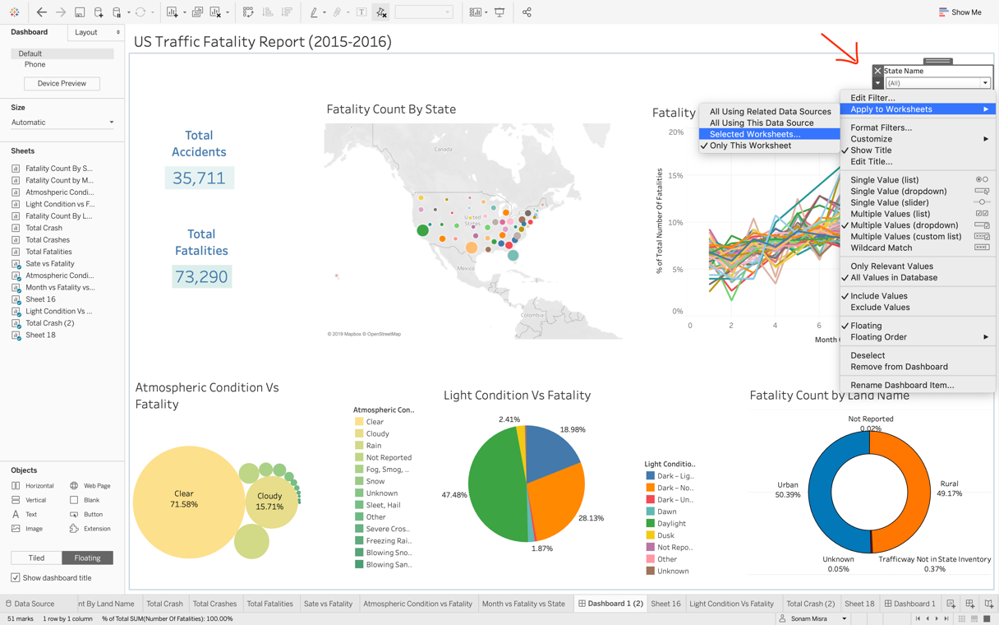 Show Me
Dashboard
Layout
Default
Phone
Device Preview
Size
Automatic
Sheets
Fatality Count By S...
Fatality Count by M...
Atmoshperic Condi...
Light Condition vs F...
Fatality Count By L...
Total Crash
Total Crashes
Total Fatalities
Sate vs Fatality
Atmospheric Condi...
Month vs Fatality vs...
Sheet 16
Light Condition Vs ...
Total Crash (2)
Sheet 18
Objects
Horizontal
Web Page
Vertical
Blank
Text
Button
Image
Extension
Tiled
Floating
Show dashboard title
US Traffic Fatality Report (2015-2016)
State Name
(All)
Total
Accidents
35,711
Total
Fatalities
73,290
Fatality Count By State
Canada
United
States
Mexico
Colombia
© 2019 Mapbox © OpenStreetMap
Fatality
20%
15%
10%
5%
0%
% of Total Number Of Fatalities
0
2
4
6
Month
All Using Related Data Sources
All Using This Data Source
Selected Worksheets...
Only This Worksheet
Edit Filter...
Apply to Worksheets
Format Filters...
Customize
Show Title
Edit Title...
Single Value (list)
Single Value (dropdown)
Single Value (slider)
Multiple Values (list)
Multiple Values (dropdown)
Multiple Values (custom list)
Wildcard Match
Only Relevant Values
All Values in Database
Include Values
Exclude Values
Floating
Floating Order
Deselect
Remove from Dashboard
Rename Dashboard Item...
Atmospheric Condition Vs
Fatality
Clear
71.58%
Cloudy
15.71%
Atmospheric Con..
Clear
Cloudy
Rain
Not Reported
Fog, Smog, ..
Snow
Unknown
Sleet, Hail
Other
Severe Cros..
Freezing Rai..
Blowing Sno..
Blowing San..
Light Condition Vs Fatality
2.41%
18.98%
47.48%
28.13%
1.87%
Light Conditio..
Dark – Lig..
Dark – No..
Dark – Un..
Dawn
Daylight
Dusk
Not Repo..
Other
Unknown
Fatality Count by Land Name
Not Reported
0.02%
Urban
50.39%
Rural
49.17%
Unknown
0.05%
Trafficway Not in State Inventory
0.37%
Data Source
nt By Land Name
Total Crash
Total Crashes
Total Fatalities
Sate vs Fatality
Atmospheric Condition vs Fatality
Month vs Fatality vs State
Dashboard 1 (2)
Sheet 16
Light Condition Vs Fatality
Total Crash (2)
Sheet 18
Dashboard 1
51 marks
1 row by 1 column
% of Total SUM(Number Of Fatalities): 100.00%
Sonam Misra